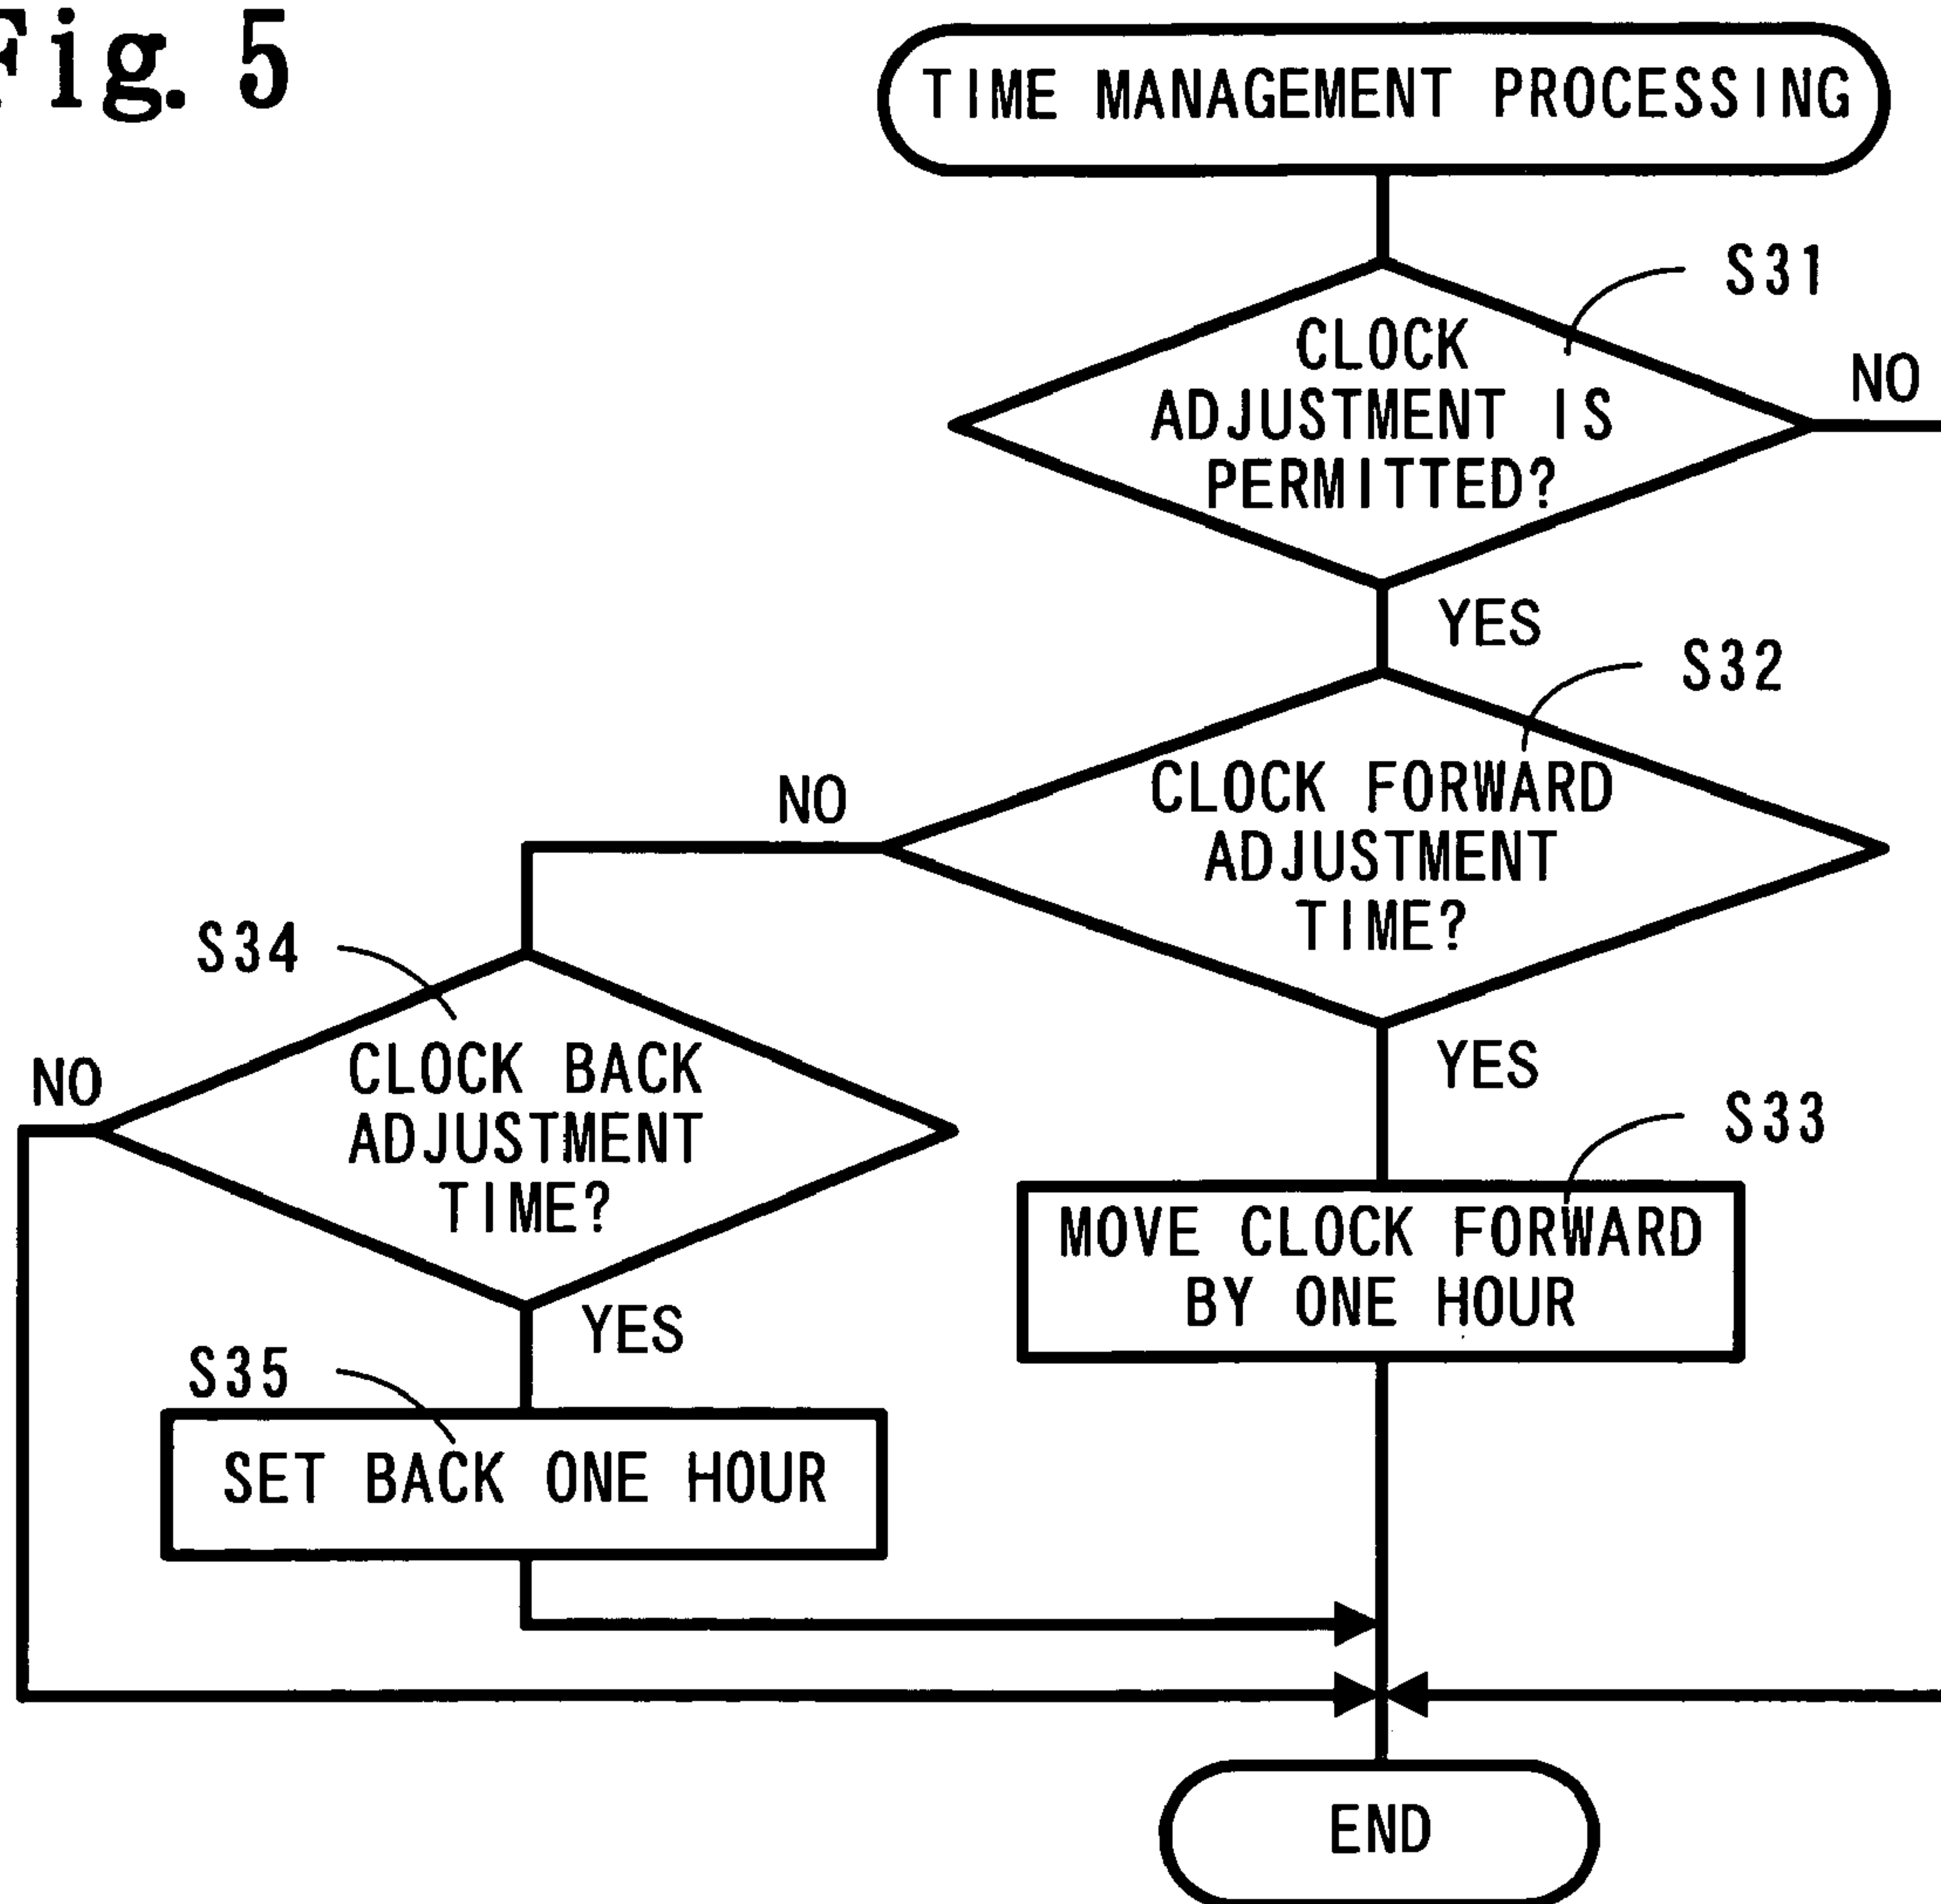 Fig. 5
TIME MANAGEMENT PROCESSING
S31
CLOCK
ADJUSTMENT IS
PERMITTED?
NO
YES
S32
CLOCK FORWARD
ADJUSTMENT
TIME?
NO
S34
CLOCK BACK
ADJUSTMENT
TIME?
NO
YES
S33
MOVE CLOCK FORWARD
BY ONE HOUR
YES
S35
SET BACK ONE HOUR
END